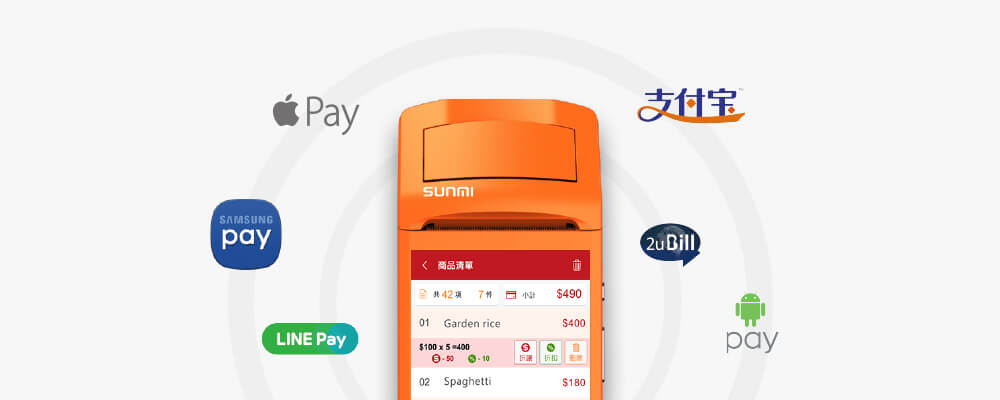 Pay
支付宝
SUNMI
SAMSUNG
pay
2uBill
商品清單
共 42 項 7 件 小計 $490
01 Garden rice $400
$100 x 5 =400
$ - 50 % - 10 折讓 折扣 刪除
LINE Pay
pay
02 Spaghetti $180